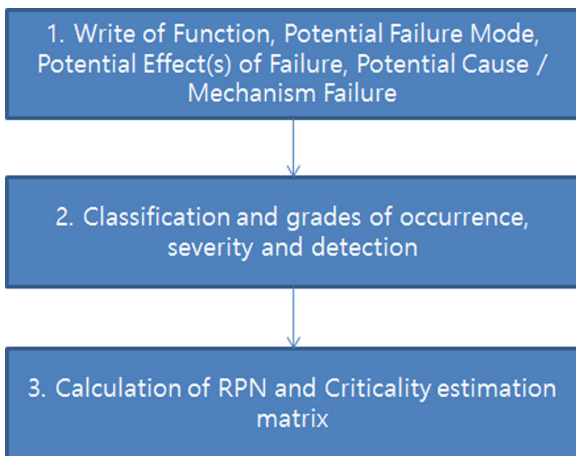 1. Write of Function, Potential Failure Mode,
Potential Effect(s) of Failure, Potential Cause /
Mechanism Failure
2. Classification and grades of occurrence,
severity and detection
3. Calculation of RPN and Criticality estimation
matrix